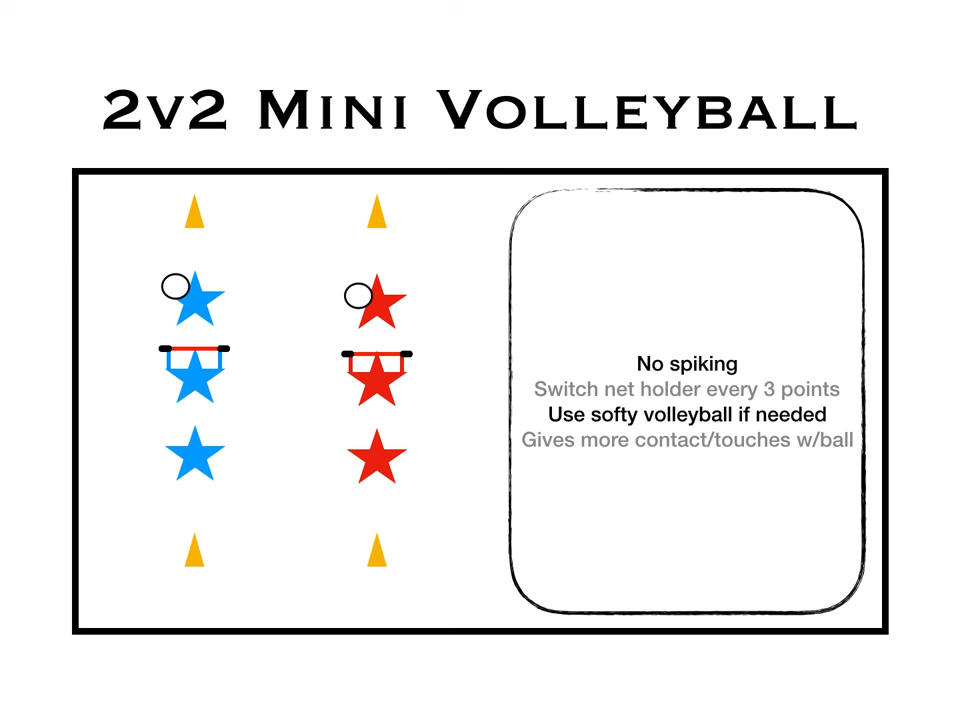 2v2 Mini Volleyball
No spiking
Switch net holder every 3 points
Use softy volleyball if needed
Gives more contact/touches w/ball